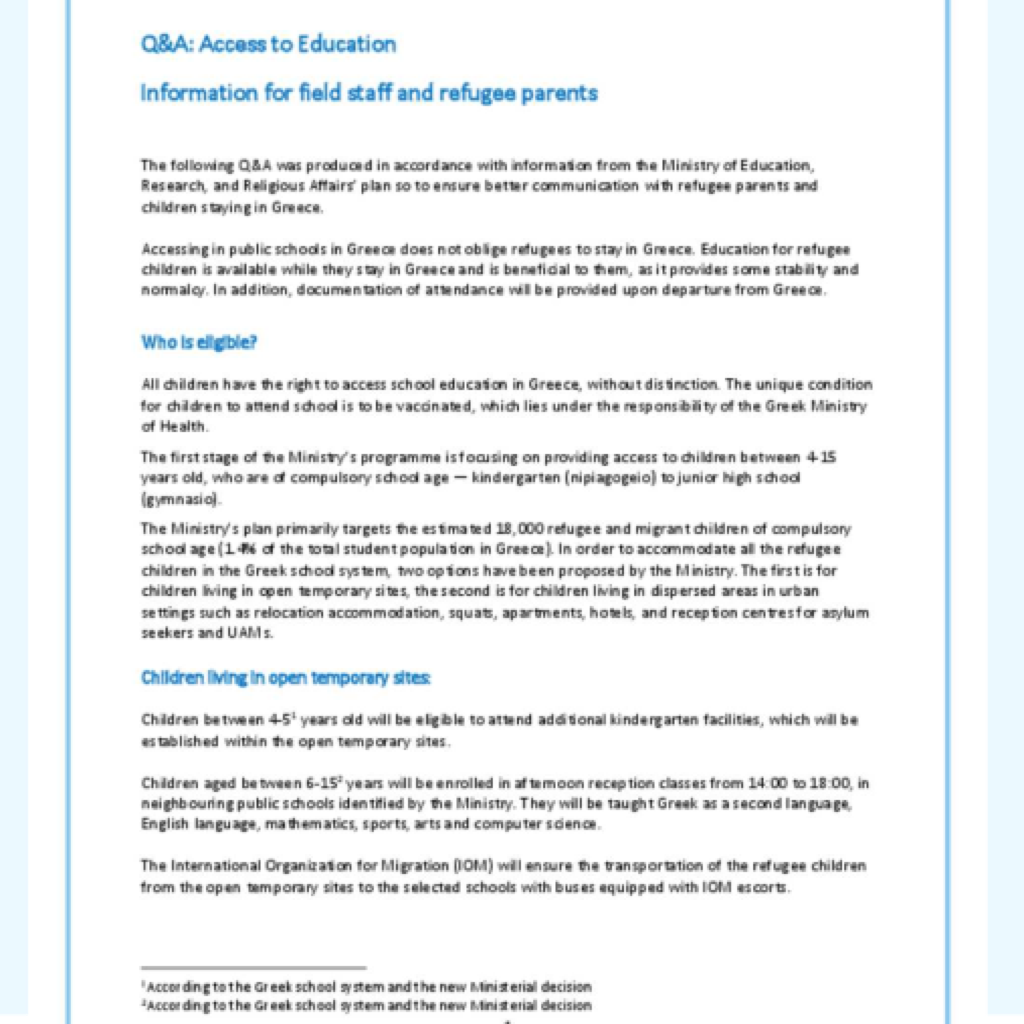 Q&A: Access to Education
Information for field staff and refugee parents
The following Q&A was produced in accordance with information from the Ministry of Education,
Research, and Religious Affairs' plan so to ensure better communication with refugee parents and
children staying in Greece.
Accessing in public schools in Greece does not oblige refugees to stay in Greece. Education for refugee
children is available while they stay in Greece and is beneficial to them, as it provides some stability and
normalcy. In addition, documentation of attendance will be provided upon departure from Greece.
Who is eligible?
All children have the right to access school education in Greece, without distinction. The unique condition
for children to attend school is to be vaccinated, which lies under the responsibility of the Greek Ministry
of Health.
The first stage of the Ministry's programme is focusing on providing access to children between 4-15
years old, who are of compulsory school age — kindergarten (nipiagogeio) to junior high school
(gymnasio).
The Ministry's plan primarily targets the estimated 18,000 refugee and migrant children of compulsory
school age (1.4% of the total student population in Greece). In order to accommodate all the refugee
children in the Greek school system, two options have been proposed by the Ministry. The first is for
children living in open temporary sites, the second is for children living in dispersed areas in urban
settings such as relocation accommodation, squats, apartments, hotels, and reception centres for asylum
seekers and UAMs.
Children living in open temporary sites:
Children between 4-5¹ years old will be eligible to attend additional kindergarten facilities, which will be
established within the open temporary sites.
Children aged between 6-15² years will be enrolled in afternoon reception classes from 14:00 to 18:00, in
neighbouring public schools identified by the Ministry. They will be taught Greek as a second language,
English language, mathematics, sports, arts and computer science.
The International Organization for Migration (IOM) will ensure the transportation of the refugee children
from the open temporary sites to the selected schools with buses equipped with IOM escorts.
¹According to the Greek school system and the new Ministerial decision
²According to the Greek school system and the new Ministerial decision